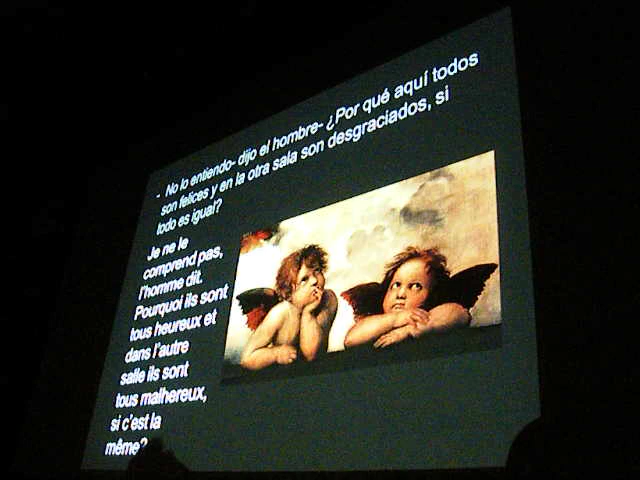 - No lo entiendo- dijo el hombre- ¿Por qué aquí todos
son felices y en la otra sala son desgraciados, si
todo es igual?
Je ne le
comprend pas,
l'homme dit.
Pourquoi ils sont
tous heureux et
dans l'autre
salle ils sont
tous malhereux,
si c'est la
même?